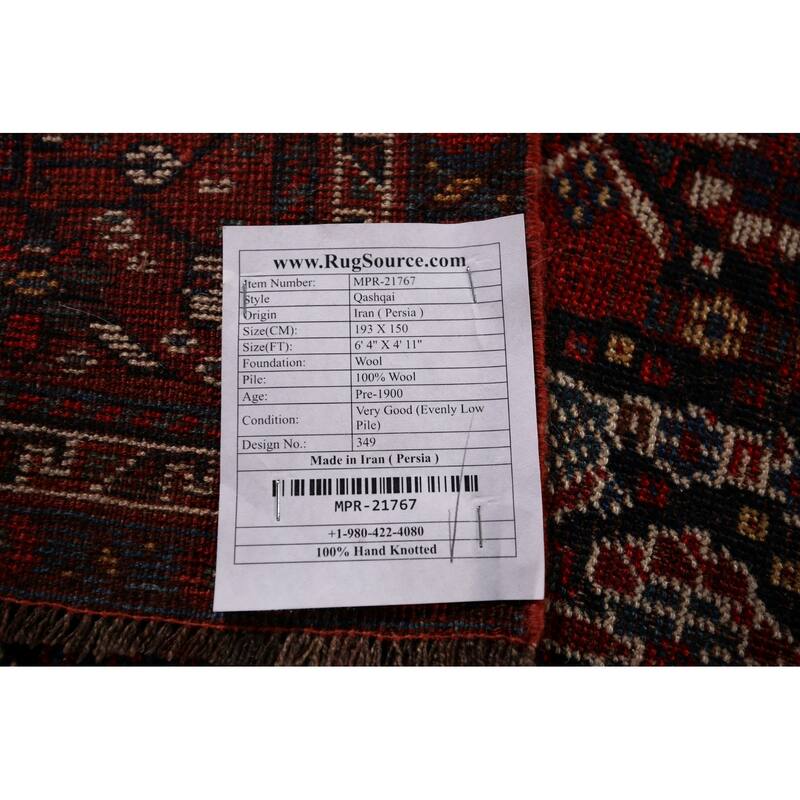 www.RugSource.com
Item Number: MPR-21767
Style Qashqai
Origin Iran ( Persia )
Size(CM): 193 X 150
Size(FT): 6' 4" X 4' 11"
Foundation: Wool
Pile: 100% Wool
Age: Pre-1900
Condition: Very Good (Evenly Low
Pile)
Design No.: 349
Made in Iran ( Persia )
MPR-21767
+1-980-422-4080
100% Hand Knotted